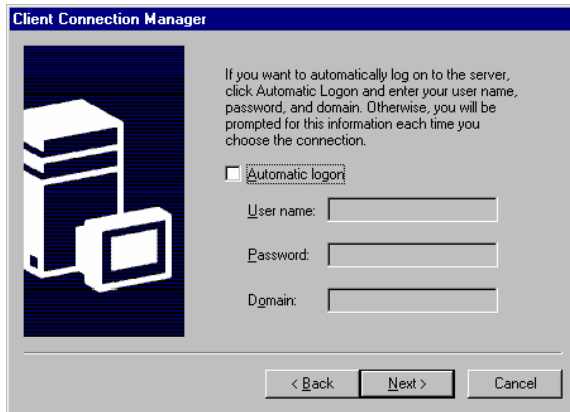 Client Connection Manager
If you want to automatically log on to the server,
click Automatic Logon and enter your user name,
password, and domain. Otherwise, you will be
prompted for this information each time you
choose the connection.
Automatic logon
User name:
Password:
Domain:
< Back Next > Cancel